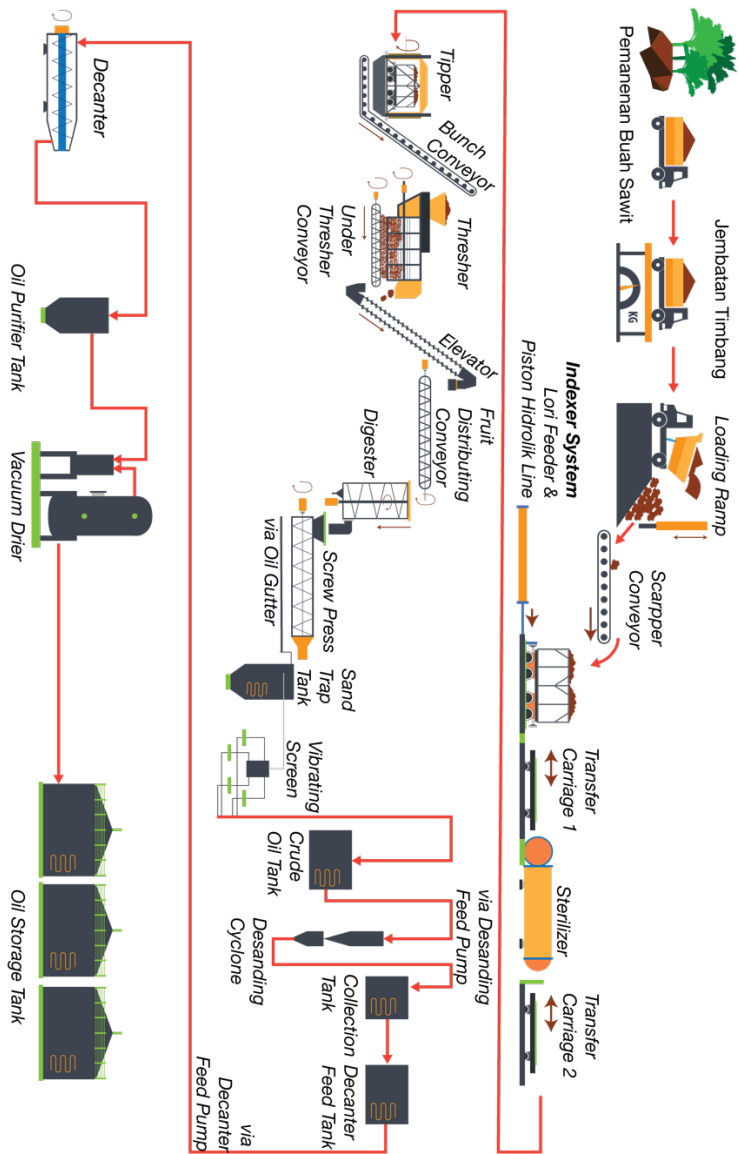 Pemanenan Buah Sawit
Jembatan Timbang
KG
Loading Ramp
Scarpper
Conveyor
Indexer System
Lori Feeder &
Piston Hidrolik Line
Transfer
Carriage 1
Sterilizer
Transfer
Carriage 2
Tipper
Bunch
Conveyor
Thresher
Under
Thresher
Conveyor
Elevator
Fruit
Distributing
Conveyor
Digester
Screw Press
via Oil Gutter
Sand
Trap
Tank
Vibrating
Screen
Crude
Oil Tank
via Desanding
Feed Pump
Desanding
Cyclone
Collection
Tank
Decanter
Feed Tank
via
Decanter
Feed Pump
Decanter
Oil Purifier Tank
Vacuum Drier
Oil Storage Tank